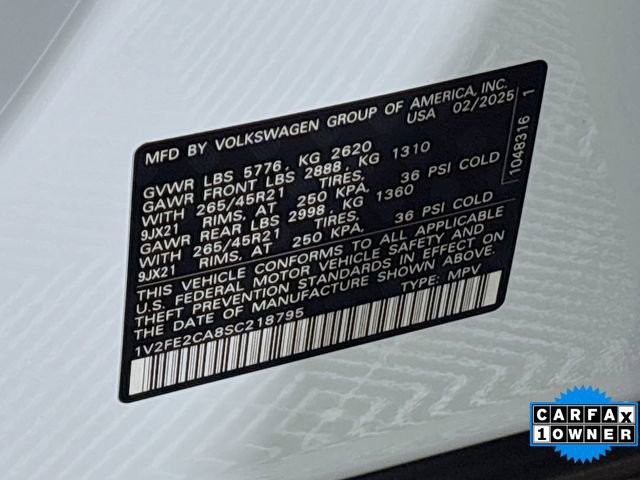 MFD BY VOLKSWAGEN GROUP OF AMERICA, INC.
USA 02/2025
GVWR LBS 5776, KG 2620
GAWR FRONT LBS 2888, KG 1310
WITH 265/45R21 TIRES, 36 PSI COLD
9JX21 RIMS, AT 250 KPA,
GAWR REAR LBS 2998, KG 1360
WITH 265/45R21 TIRES, 36 PSI COLD
9JX21 RIMS, AT 250 KPA,
THIS VEHICLE CONFORMS TO ALL APPLICABLE
U.S. FEDERAL MOTOR VEHICLE SAFETY AND
THEFT PREVENTION STANDARDS IN EFFECT ON
THE DATE OF MANUFACTURE SHOWN ABOVE.
1V2FE2CA8SC218795 TYPE: MPV
1048316 1
CARFAX
1 OWNER